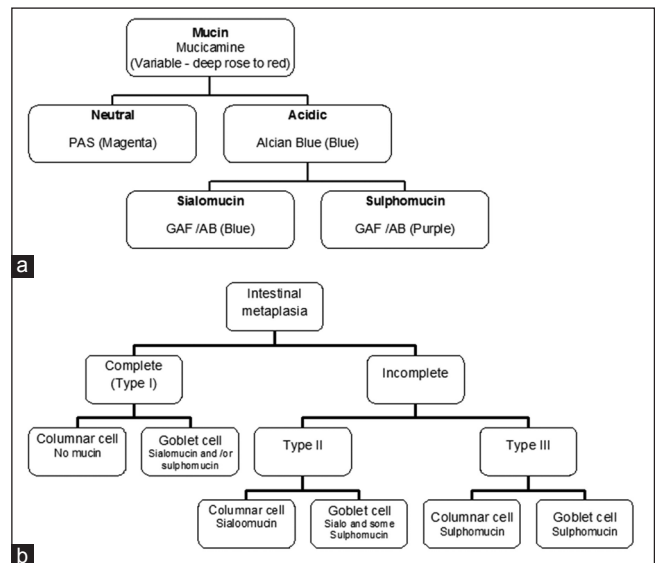 Mucin
Mucicamine
(Variable - deep rose to red)
Neutral
PAS (Magenta)
Acidic
Alcian Blue (Blue)
Sialomucin
GAF /AB (Blue)
Sulphomucin
GAF /AB (Purple)
a
Intestinal
metaplasia
Complete
(Type I)
Incomplete
Columnar cell
No mucin
Goblet cell
Sialomucin and /or
sulphomucin
Type II
Type III
Columnar cell
Sialoomucin
Goblet cell
Sialo and some
Sulphomucin
Columnar cell
Sulphomucin
Goblet cell
Sulphomucin
b